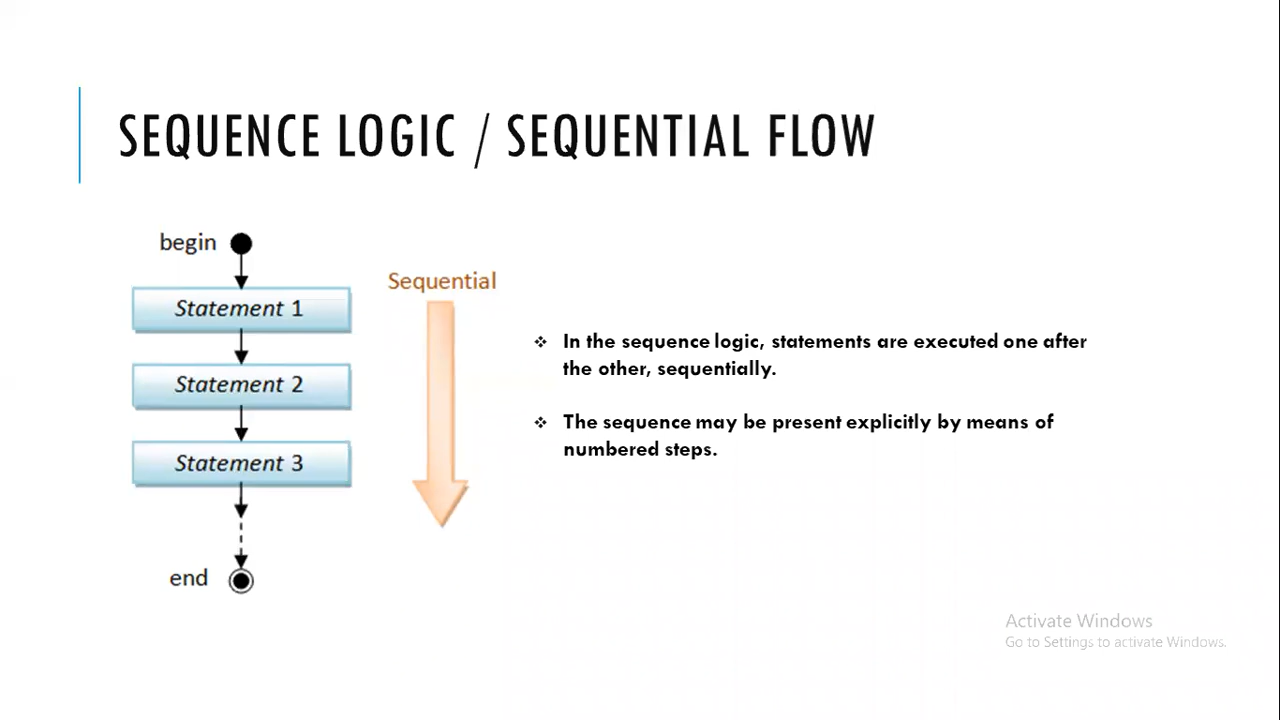 SEQUENCE LOGIC / SEQUENTIAL FLOW
begin
Statement 1
Statement 2
Statement 3
end
Sequential
In the sequence logic, statements are executed one after
the other, sequentially.
The sequence may be present explicitly by means of
numbered steps.
Activate Windows
Go to Settings to activate Windows.